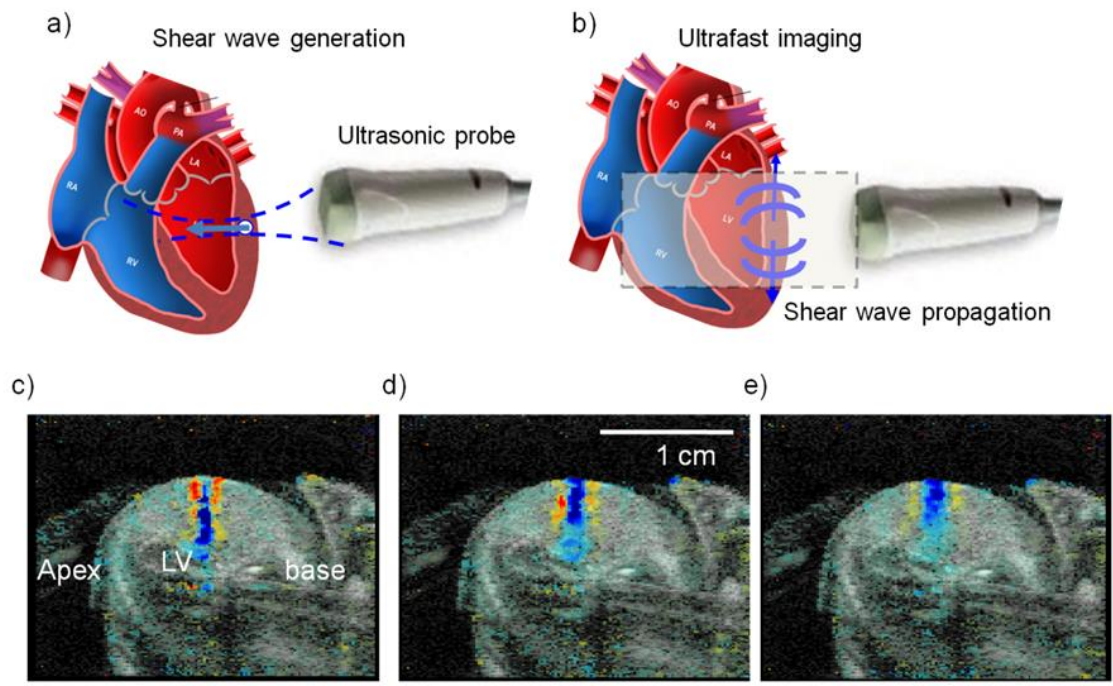 a)
Shear wave generation
Ultrasonic probe
AO
PA
LA
RA
RV
b)
Ultrafast imaging
AO
PA
LA
RA
LV
RV
Shear wave propagation
c)
Apex
LV
base
d)
1 cm
e)